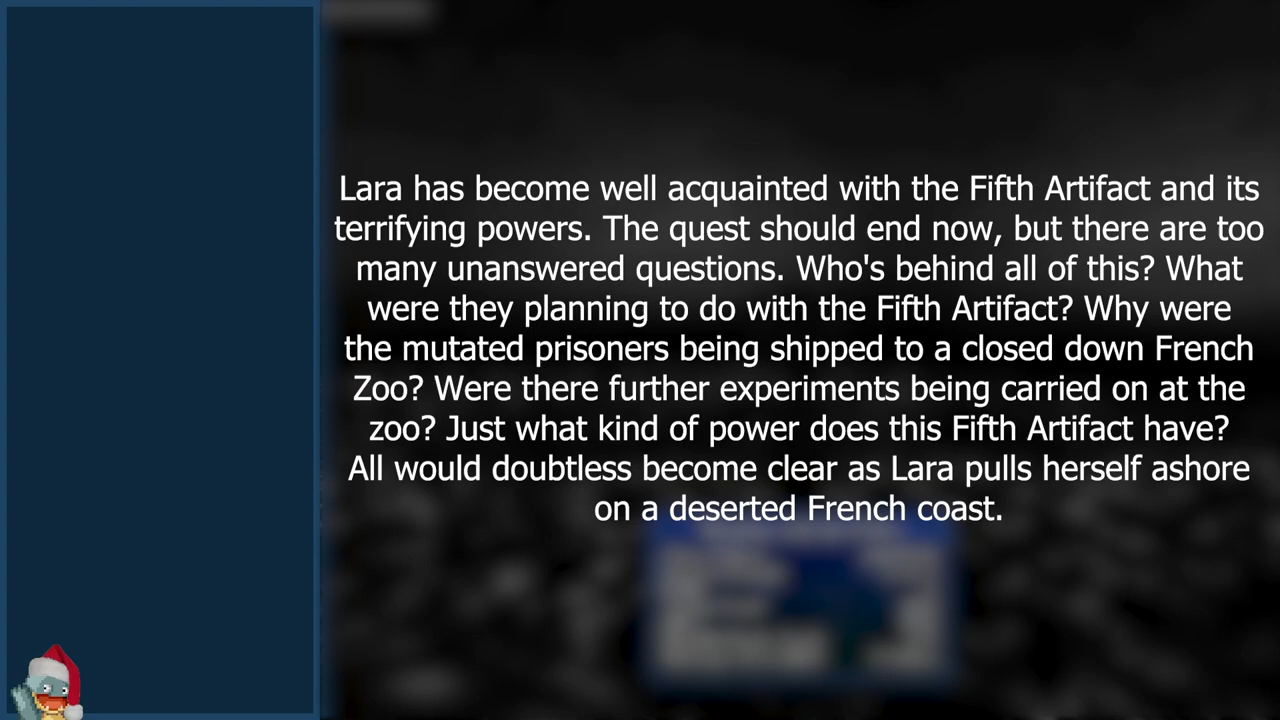 Lara has become well acquainted with the Fifth Artifact and its
terrifying powers. The quest should end now, but there are too
many unanswered questions. Who's behind all of this? What
were they planning to do with the Fifth Artifact? Why were
the mutated prisoners being shipped to a closed down French
Zoo? Were there further experiments being carried on at the
zoo? Just what kind of power does this Fifth Artifact have?
All would doubtless become clear as Lara pulls herself ashore
on a deserted French coast.